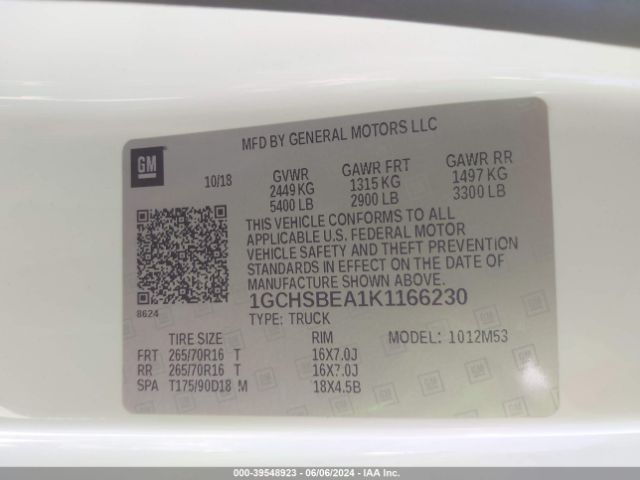 MFD BY GENERAL MOTORS LLC
GM
10/18
GVWR GAWR FRT GAWR RR
2449 KG 1315 KG 1497 KG
5400 LB 2900 LB 3300 LB
THIS VEHICLE CONFORMS TO ALL
APPLICABLE U.S. FEDERAL MOTOR
VEHICLE SAFETY AND THEFT PREVENTION
STANDARDS IN EFFECT ON THE DATE OF
MANUFACTURE SHOWN ABOVE.
8624
1GCHSBEA1K1166230
TYPE: TRUCK
TIRE SIZE RIM MODEL: 1012M53
FRT 265/70R16 T 16X7.0J
RR 265/70R16 T 16X7.0J
SPA T175/90D18 M 18X4.5B
000-39548923 - 06/06/2024 - IAAI.com